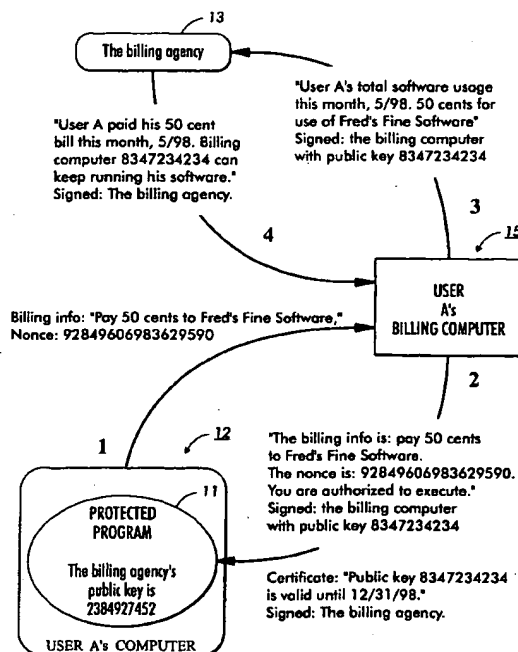 13
The billing agency
"User A's total software usage
this month, 5/98. 50 cents for
use of Fred's Fine Software"
Signed: the billing computer
with public key 8347234234
"User A paid his 50 cent
bill this month, 5/98. Billing
computer 8347234234 can
keep running his software."
Signed: The billing agency.
3
4
15
USER
A's
BILLING COMPUTER
Billing info: "Pay 50 cents to Fred's Fine Software,"
Nonce: 92849606983629590
2
1
12
"The billing info is: pay 50 cents
to Fred's Fine Software.
The nonce is: 92849606983629590.
You are authorized to execute."
Signed: the billing computer
with public key 8347234234
11
PROTECTED
PROGRAM
The billing agency's
public key is
2384927452
Certificate: "Public key 8347234234
is valid until 12/31/98."
Signed: The billing agency.
USER A's COMPUTER